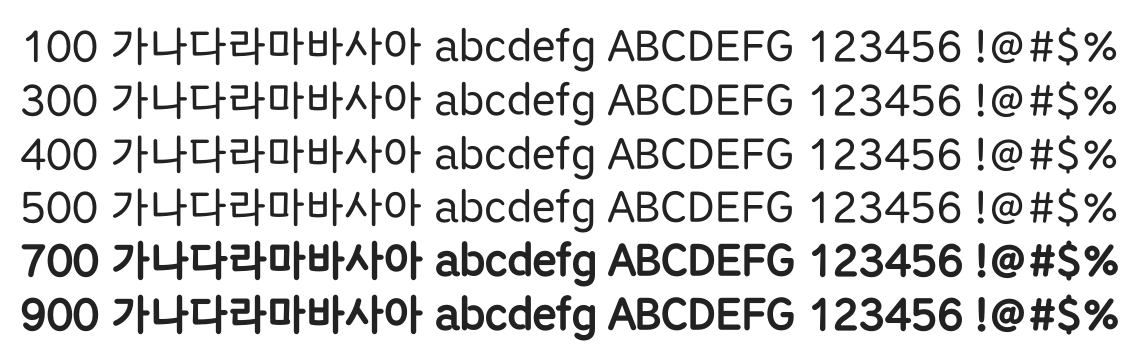 100 가나다라마바사아 abcdefg ABCDEFG 123456 !@#$%
300 가나다라마바사아 abcdefg ABCDEFG 123456 !@#$%
400 가나다라마바사아 abcdefg ABCDEFG 123456 !@#$%
500 가나다라마바사아 abcdefg ABCDEFG 123456 !@#$%
700 가나다라마바사아 abcdefg ABCDEFG 123456 !@#$%
900 가나다라마바사아 abcdefg ABCDEFG 123456 !@#$%